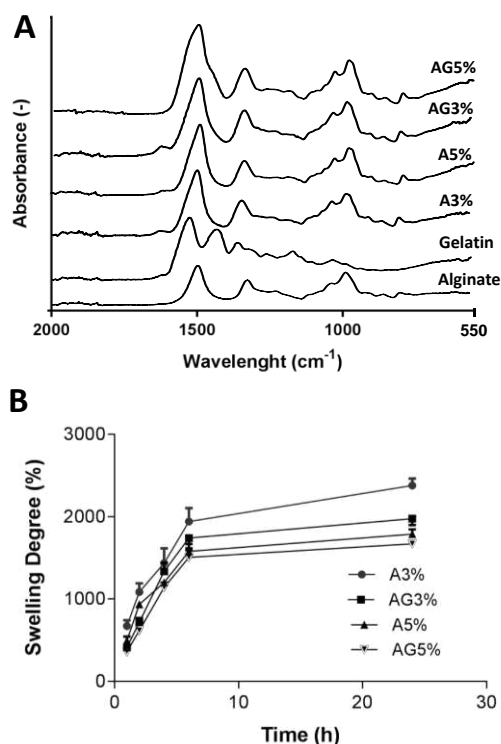 A
AG5%
AG3%
A5%
A3%
Gelatin
Alginate
Absorbance (-)
2000 1500 1000 550
Wavelenght (cm-1)
B
3000
2000
1000
0
Swelling Degree (%)
A3%
AG3%
A5%
AG5%
0 10 20 30
Time (h)